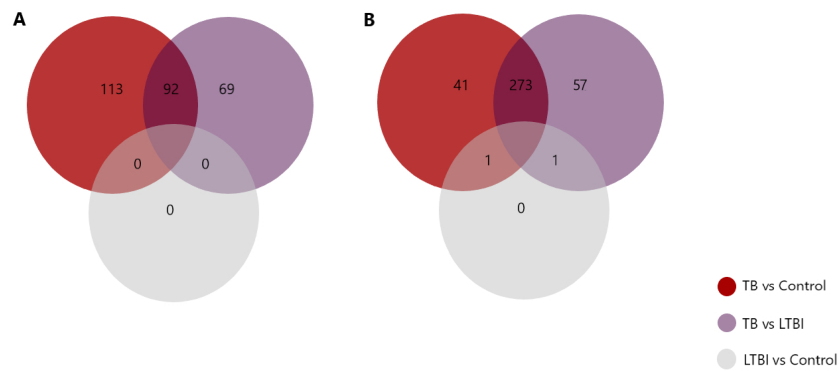 A
B
113
92
69
0
0
0
41
273
57
1
1
0
TB vs Control
TB vs LTBI
LTBI vs Control